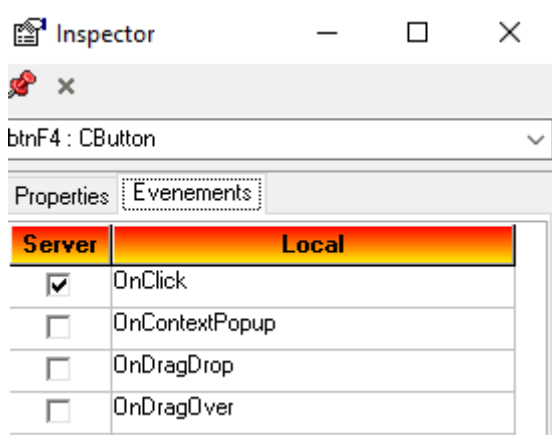 Inspector
btnF4 : CButton
Properties Evenements
Server Local
OnClick
OnContextPopup
OnDragDrop
OnDragOver